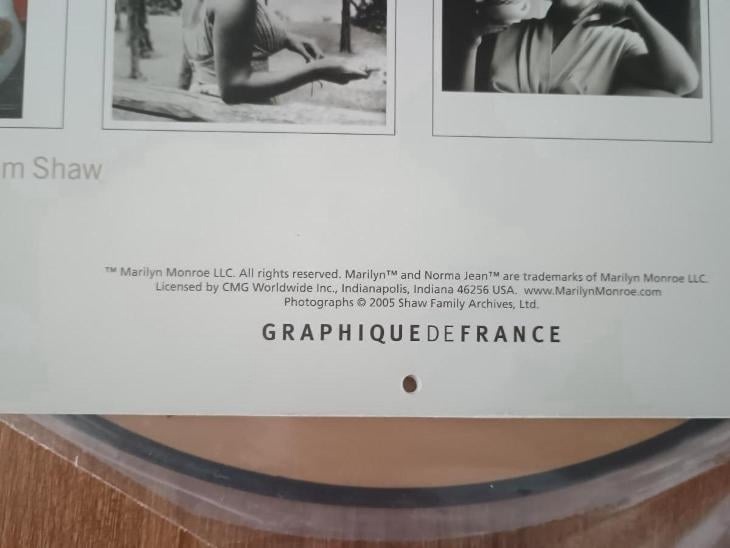 m Shaw
™ Marilyn Monroe LLC. All rights reserved. Marilyn™ and Norma Jean™ are trademarks of Marilyn Monroe LLC.
Licensed by CMG Worldwide Inc., Indianapolis, Indiana 46256 USA. www.MarilynMonroe.com
Photographs © 2005 Shaw Family Archives, Ltd.
GRAPHIQUEDEFRANCE